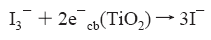 I₃⁻ + 2e⁻cb(TiO₂) → 3I⁻